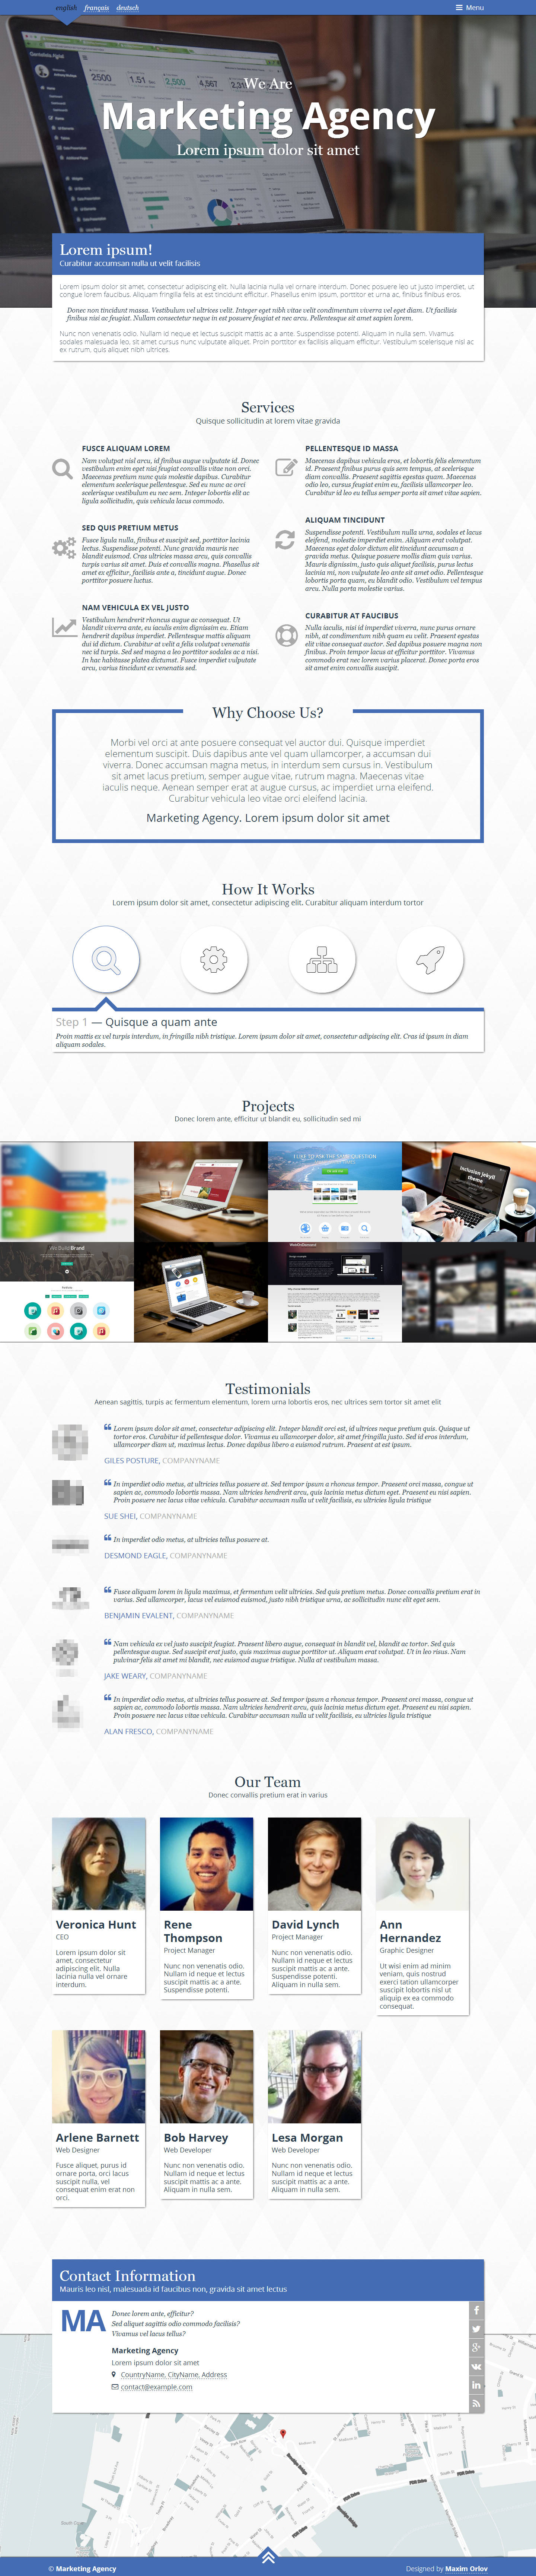 english français deutsch
Menu
We Are
Marketing Agency
Lorem ipsum dolor sit amet
Lorem ipsum!
Curabitur accumsan nulla ut velit facilisis
Lorem ipsum dolor sit amet, consectetur adipiscing elit. Nulla lacinia nulla vel ornare interdum. Donec posuere leo ut justo imperdiet, ut
congue lorem faucibus. Aliquam fringilla felis at est tincidunt efficitur. Phasellus enim ipsum, porttitor et urna ac, finibus finibus eros.
Donec non tincidunt massa. Vestibulum vel ultrices velit. Integer eget nibh vitae velit condimentum viverra vel eget diam. Ut facilisis
finibus nisi ac feugiat. Nullam consectetur neque in est posuere feugiat et nec arcu. Pellentesque sit amet sapien lorem.
Nunc non venenatis odio. Nullam id neque et lectus suscipit mattis ac a ante. Suspendisse potenti. Aliquam in nulla sem. Vivamus
sodales malesuada leo, sit amet cursus nunc vulputate aliquet. Proin porttitor ex facilisis aliquam efficitur. Vestibulum scelerisque nisl ac
ex rutrum, quis aliquet nibh ultrices.
Services
Quisque sollicitudin at lorem vitae gravida
FUSCE ALIQUAM LOREM
Nam volutpat nisl arcu, id finibus augue vulputate id. Donec
vestibulum enim eget nisi feugiat convallis vitae non orci.
Maecenas pretium nunc quis molestie dapibus. Curabitur
elementum scelerisque pellentesque. Sed eu nunc ac orci
scelerisque vestibulum eu nec sem. Integer lobortis elit ac
ligula sollicitudin, quis vehicula lacus commodo.
SED QUIS PRETIUM METUS
Fusce ligula nulla, finibus et suscipit sed, porttitor lacinia
lectus. Suspendisse potenti. Nulla gravida mauris nec
blandit euismod. Cras ultricies massa arcu, quis convallis
turpis varius sit amet. Duis et convallis magna. Phasellus sit
amet ex efficitur, facilisis ante a, tincidunt augue. Donec
porttitor posuere luctus.
NAM VEHICULA EX VEL JUSTO
Vestibulum hendrerit rhoncus augue ac consequat. Ut
blandit viverra ante, eu iaculis enim dignissim eu. Etiam
hendrerit dapibus imperdiet. Pellentesque mattis aliquam
dui id dictum. Curabitur at velit a felis volutpat venenatis
nec id turpis. Sed sed magna a leo porttitor sodales ac a nisi.
In hac habitasse platea dictumst. Fusce imperdiet vulputate
arcu, varius tincidunt ex venenatis sed.
PELLENTESQUE ID MASSA
Maecenas dapibus vehicula eros, et lobortis felis elementum
id. Praesent finibus purus quis sem tempus, at scelerisque
diam convallis. Praesent sagittis egestas quam. Maecenas
odio leo, cursus feugiat enim eu, facilisis ullamcorper leo.
Curabitur id leo eu tellus semper porta sit amet vitae sapien.
ALIQUAM TINCIDUNT
Suspendisse potenti. Vestibulum nulla urna, sodales et lacus
eleifend, molestie imperdiet enim. Aliquam erat volutpat.
Maecenas eget dolor dictum elit tincidunt accumsan a
gravida metus. Quisque posuere mollis diam quis varius.
Mauris dignissim, justo quis aliquet facilisis, purus lectus
lacinia mi, non vulputate leo ante sit amet odio. Pellentesque
lobortis porta quam, eu blandit odio. Vestibulum vel tempus
arcu. Nulla porta molestie varius.
CURABITUR AT FAUCIBUS
Nulla iaculis, nisi id imperdiet viverra, nunc purus ornare
nibh, at condimentum nibh quam eu velit. Praesent egestas
elit vitae consequat auctor. Sed dapibus posuere magna non
finibus. Proin tempor lacus at efficitur porttitor. Vivamus
commodo erat nec lorem varius placerat. Donec porta eros
sit amet enim convallis suscipit.
Why Choose Us?
Morbi vel orci at ante posuere consequat vel auctor dui. Quisque imperdiet
elementum suscipit. Duis dapibus ante vel quam ullamcorper, a accumsan dui
viverra. Donec accumsan magna metus, in interdum sem cursus in. Vestibulum
sit amet lacus pretium, semper augue vitae, rutrum magna. Maecenas vitae
iaculis neque. Aenean semper erat at augue cursus, ac imperdiet urna eleifend.
Curabitur vehicula leo vitae orci eleifend lacinia.
Marketing Agency. Lorem ipsum dolor sit amet
How It Works
Lorem ipsum dolor sit amet, consectetur adipiscing elit. Curabitur aliquam interdum tortor
Step 1 — Quisque a quam ante
Proin mattis ex vel turpis interdum, in fringilla nibh tristique. Lorem ipsum dolor sit amet, consectetur adipiscing elit. Cras id ipsum in diam
aliquam sodales.
Projects
Donec lorem ante, efficitur ut blandit eu, sollicitudin sed mi
I LIKE TO ASK THE SAME QUESTION
Inclusion jekyll
theme
We Build Brand
Testimonials
Aenean sagittis, turpis ac fermentum elementum, lorem urna lobortis eros, nec ultrices sem tortor sit amet elit
Lorem ipsum dolor sit amet, consectetur adipiscing elit. Integer blandit orci est, id ultrices neque pretium quis. Quisque ut
tortor eros. Curabitur id pellentesque dolor. Vivamus eu ullamcorper dolor, sit amet fringilla justo. Sed id eros interdum,
ullamcorper diam ut, maximus lectus. Donec dapibus libero a euismod rutrum. Praesent at est ipsum.
GILES POSTURE, COMPANYNAME
In imperdiet odio metus, at ultricies tellus posuere at. Sed tempor ipsum a rhoncus tempor. Praesent orci massa, congue ut
sapien ac, commodo lobortis massa. Nam ultricies hendrerit arcu, quis lacinia metus dictum eget. Praesent eu nisi sapien.
Proin posuere nec lacus vitae vehicula. Curabitur accumsan nulla ut velit facilisis, eu ultricies ligula tristique
SUE SHEI, COMPANYNAME
In imperdiet odio metus, at ultricies tellus posuere at.
DESMOND EAGLE, COMPANYNAME
Fusce aliquam lorem in ligula maximus, et fermentum velit ultricies. Sed quis pretium metus. Donec convallis pretium erat in
varius. Sed ullamcorper, lacus vel euismod euismod, justo nibh tristique urna, ac sollicitudin nunc elit eget sem.
BENJAMIN EVALENT, COMPANYNAME
Nam vehicula ex vel justo suscipit feugiat. Praesent libero augue, consequat in blandit vel, blandit ac tortor. Sed quis
pellentesque augue. Sed suscipit erat justo, quis maximus augue porttitor ut. Aliquam erat volutpat. Ut in leo risus. Nam
pulvinar felis sit amet mi blandit, nec euismod augue tristique. Nulla at vestibulum massa.
JAKE WEARY, COMPANYNAME
In imperdiet odio metus, at ultricies tellus posuere at. Sed tempor ipsum a rhoncus tempor. Praesent orci massa, congue ut
sapien ac, commodo lobortis massa. Nam ultricies hendrerit arcu, quis lacinia metus dictum eget. Praesent eu nisi sapien.
Proin posuere nec lacus vitae vehicula. Curabitur accumsan nulla ut velit facilisis, eu ultricies ligula tristique
ALAN FRESCO, COMPANYNAME
Our Team
Donec convallis pretium erat in varius
Veronica Hunt
CEO
Lorem ipsum dolor sit
amet, consectetur
adipiscing elit. Nulla
lacinia nulla vel ornare
interdum.
Rene
Thompson
Project Manager
Nunc non venenatis odio.
Nullam id neque et lectus
suscipit mattis ac a ante.
Suspendisse potenti.
David Lynch
Project Manager
Nunc non venenatis odio.
Nullam id neque et lectus
suscipit mattis ac a ante.
Suspendisse potenti.
Aliquam in nulla sem.
Ann
Hernandez
Graphic Designer
Ut wisi enim ad minim
veniam, quis nostrud
exerci tation ullamcorper
suscipit lobortis nisl ut
aliquip ex ea commodo
consequat.
Arlene Barnett
Web Designer
Fusce aliquet, purus id
ornare porta, orci lacus
suscipit nulla, vel
consequat enim erat non
orci.
Bob Harvey
Web Developer
Nunc non venenatis odio.
Nullam id neque et lectus
suscipit mattis ac a ante.
Aliquam in nulla sem.
Lesa Morgan
Web Developer
Nunc non venenatis odio.
Nullam id neque et lectus
suscipit mattis ac a ante.
Aliquam in nulla sem.
Contact Information
Mauris leo nisl, malesuada id faucibus non, gravida sit amet lectus
MA
Donec lorem ante, efficitur?
Sed aliquet sagittis odio commodo facilisis?
Vivamus vel lacus tellus?
Marketing Agency
Lorem ipsum dolor sit amet
CountryName, CityName, Address
contact@example.com
Brooklyn Bridge
FDR Drive
© Marketing Agency
Designed by Maxim Orlov